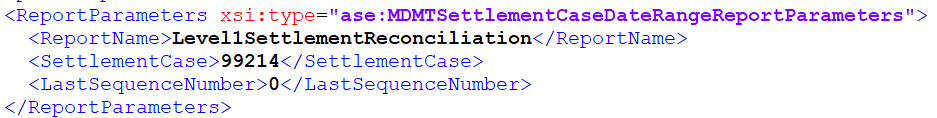 <ReportParameters xsi:type="ase:MDMTSettlementCaseDateRangeReportParameters">
<ReportName>Level1SettlementReconciliation</ReportName>
<SettlementCase>99214</SettlementCase>
<LastSequenceNumber>0</LastSequenceNumber>
</ReportParameters>